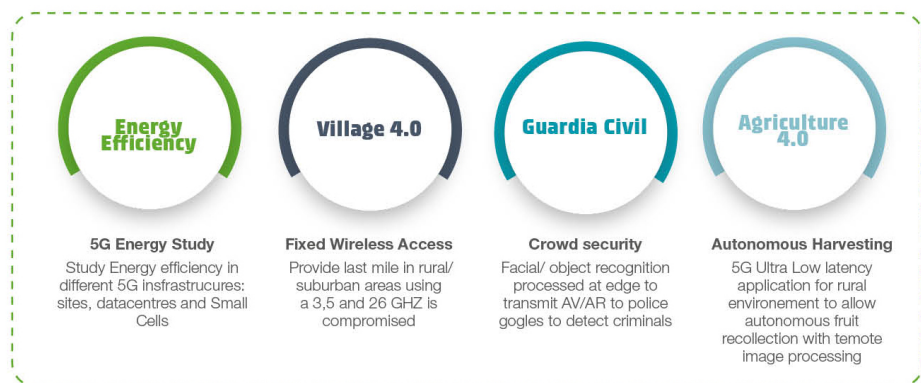 Energy
Efficiency
5G Energy Study
Study Energy efficiency in
different 5G insfrastrucures:
sites, datacentres and Small
Cells
Village 4.0
Fixed Wireless Access
Provide last mile in rural/
suburban areas using
a 3,5 and 26 GHZ is
compromised
Guardia Civil
Crowd security
Facial/ object recognition
processed at edge to
transmit AV/AR to police
gogles to detect criminals
Agriculture
4.0
Autonomous Harvesting
5G Ultra Low latency
application for rural
environement to allow
autonomous fruit
recollection with temote
image processing